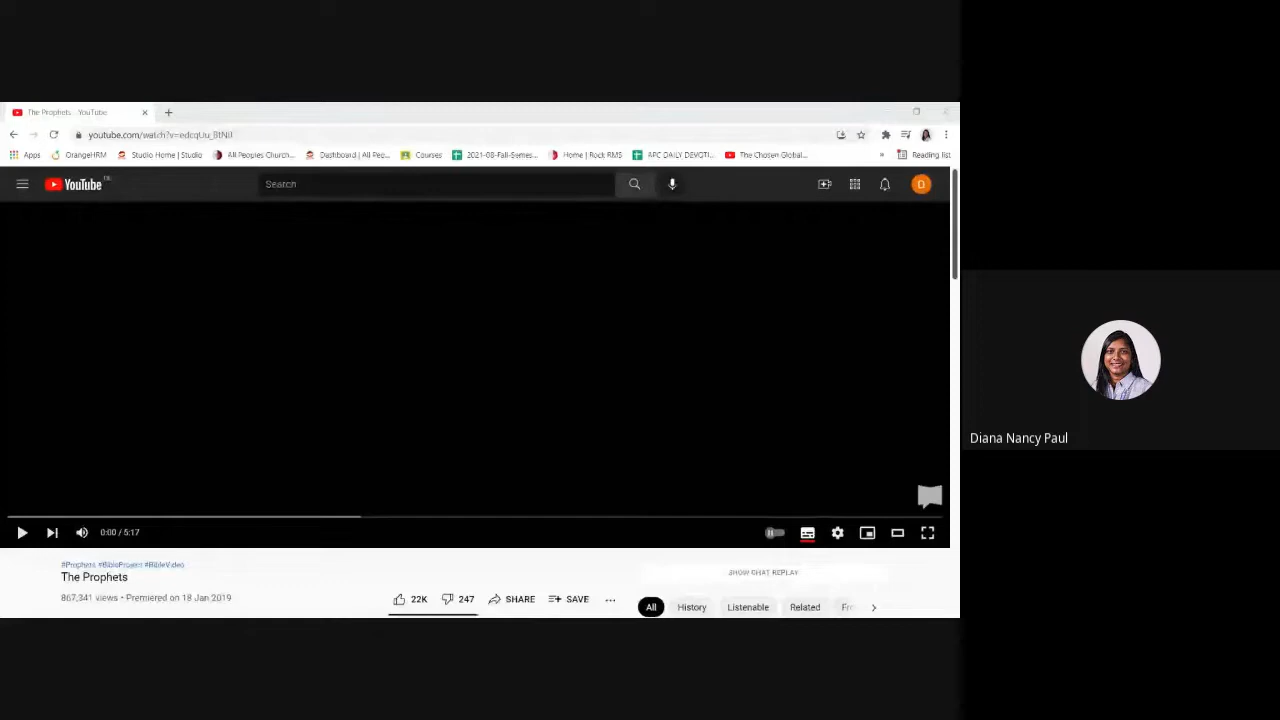 The Prophets - YouTube
youtube.com/watch?v=
Apps
OrangeHRM
Studio Home | Studio
All Peoples Church...
Dashboard | All Peo...
Courses
2021-08-Fall-Semes...
Home | Rock RMS
APC DAILY DEVOTI...
The Chosen Global...
»
Reading list
YouTube
Search
D
0:00 / 5:17
#Prophets #BibleProject #BibleVideo
The Prophets
867,341 views • Premiered on 18 Jan 2019
22K
247
SHARE
SAVE
SHOW CHAT REPLAY
All
History
Listenable
Related
Diana Nancy Paul